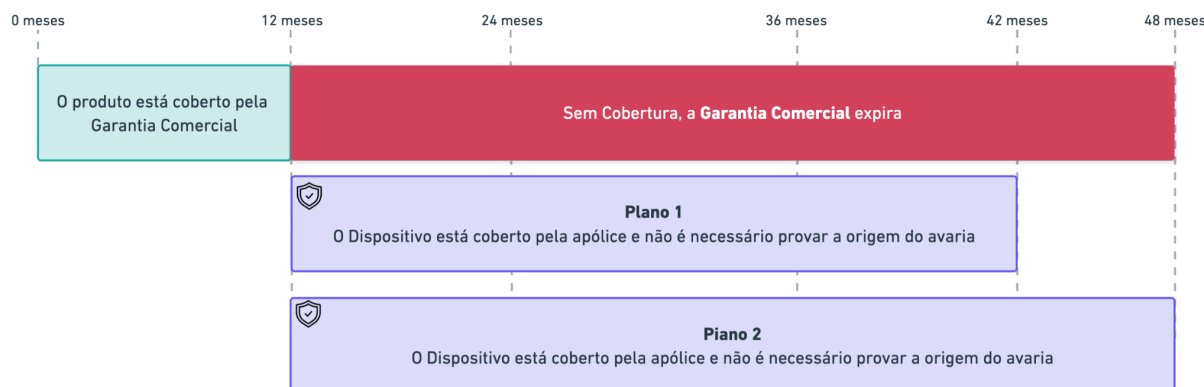 0 meses
12 meses
24 meses
36 meses
42 meses
48 meses
O produto está coberto pela
Garantia Comercial
Sem Cobertura, a Garantia Comercial expira
Plano 1
O Dispositivo está coberto pela apólice e não é necessário provar a origem do avaria
Piano 2
O Dispositivo está coberto pela apólice e não é necessário provar a origem do avaria